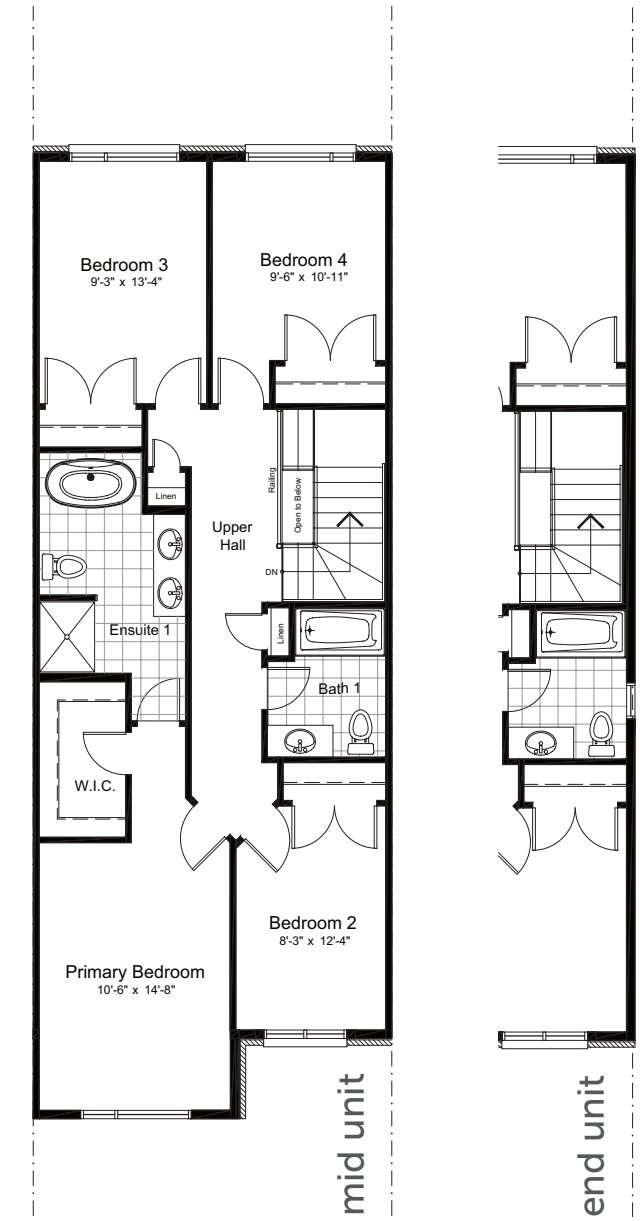 Bedroom 3
9'-3" x 13'-4"
Bedroom 4
9'-6" x 10'-11"
Linen
Railing
Open to Below
Upper
Hall
DN
Ensuite 1
Linen
Bath 1
W.I.C.
Bedroom 2
8'-3" x 12'-4"
Primary Bedroom
10'-6" x 14'-8"
mid unit
end unit